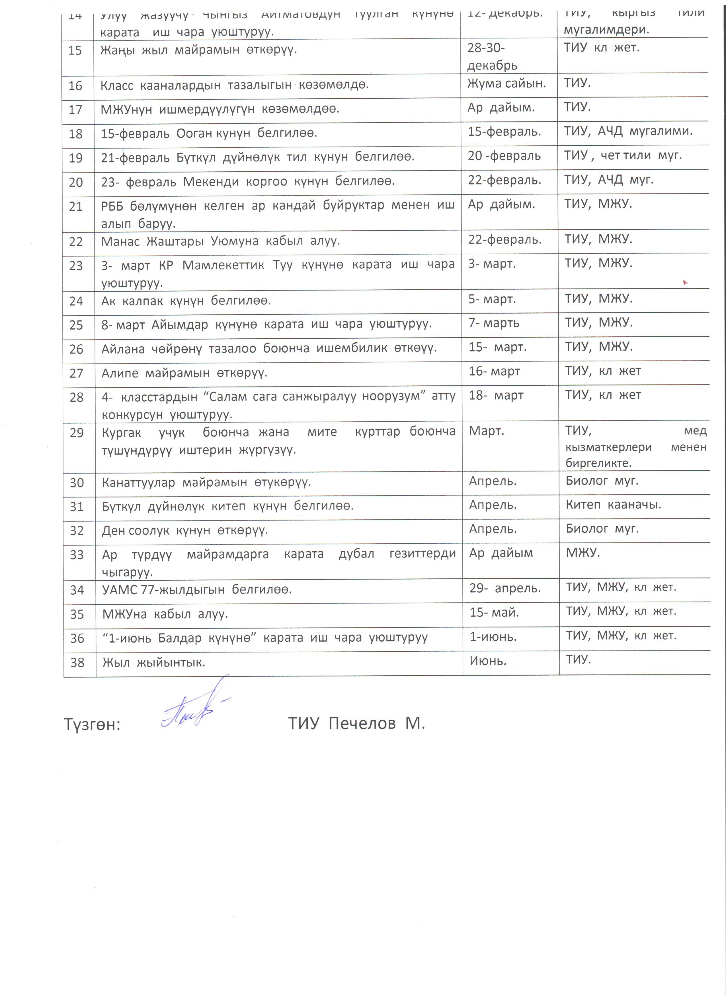 14 Улуу жазуучу Чынгыз Айтматовдун туулган күнүнө 12- декабрь. ТИУ, кыргыз тили
карата иш чара уюштуруу. мугалимдери.
15 Жаңы жыл майрамын өткөрүү. 28-30- ТИУ кл жет.
декабрь
16 Класс кааналардын тазалыгын көзөмөлдө. Жума сайын. ТИУ.
17 МЖУнун ишмердүүлүгүн көзөмөлдөө. Ар дайым. ТИУ.
18 15-февраль Ооган күнүн белгилөө. 15-февраль. ТИУ, АЧД мугалими.
19 21-февраль Бүткүл дүйнөлүк тил күнүн белгилөө. 20 -февраль ТИУ , чет тили муг.
20 23- февраль Мекенди коргоо күнүн белгилөө. 22-февраль. ТИУ, АЧД муг.
21 РББ бөлүмүнөн келген ар кандай буйруктар менен иш Ар дайым. ТИУ, МЖУ.
алып баруу.
22 Манас Жаштары Уюмуна кабыл алуу. 22-февраль. ТИУ, МЖУ.
23 3- март КР Мамлекеттик Туу күнүнө карата иш чара 3- март. ТИУ, МЖУ.
уюштуруу.
24 Ак калпак күнүн белгилөө. 5- март. ТИУ, МЖУ.
25 8- март Айымдар күнүнө карата иш чара уюштуруу. 7- марть ТИУ, МЖУ.
26 Айлана чөйрөнү тазалоо боюнча ишембилик өткөүү. 15- март. ТИУ, МЖУ.
27 Алипе майрамын өткөрүү. 16- март ТИУ, кл жет
28 4- класстардын “Салам сага санжыралуу ноорузум” атту 18- март ТИУ, кл жет
конкурсун уюштуруу.
29 Кургак учук боюнча жана мите курттар боюнча Март. ТИУ, мед
түшүндүрүү иштерин жүргүзүү. кызматкерлери менен
биргеликте.
30 Канаттуулар майрамын өтукөрүү. Апрель. Биолог муг.
31 Бүткүл дүйнөлүк китеп күнүн белгилөө. Апрель. Китеп кааначы.
32 Ден соолук күнүн өткөрүү. Апрель. Биолог муг.
33 Ар түрдүү майрамдарга карата дубал гезиттерди Ар дайым МЖУ.
чыгаруу.
34 УАМС 77-жылдыгын белгилөө. 29- апрель. ТИУ, МЖУ, кл жет.
35 МЖУна кабыл алуу. 15- май. ТИУ, МЖУ, кл жет.
36 “1-июнь Балдар күнүнө” карата иш чара уюштуруу 1-июнь. ТИУ, МЖУ, кл жет.
38 Жыл жыйынтык. Июнь. ТИУ.
Түзгөн: ТИУ Печелов М.